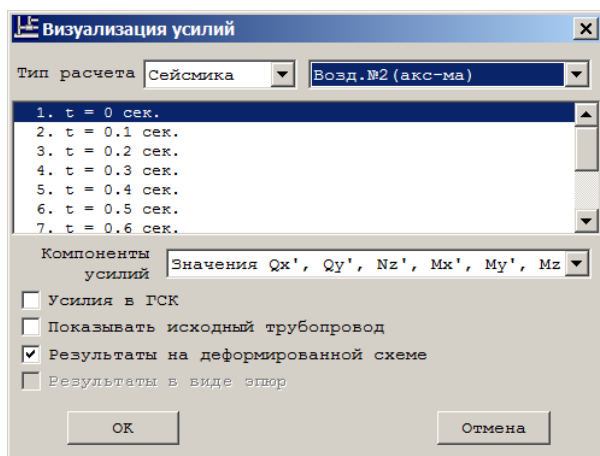 Визуализация усилий
Тип расчета Сейсмика Возд.№2(акс-ма)
1. t = 0 сек.
2. t = 0.1 сек.
3. t = 0.2 сек.
4. t = 0.3 сек.
5. t = 0.4 сек.
6. t = 0.5 сек.
7. t = 0.6 сек.
Компоненты
усилий
Значения Qx', Qy', Nz', Mx', My', Mz
Усилия в ГСК
Показывать исходный трубопровод
Результаты на деформированной схеме
Результаты в виде эпюр
ОК Отмена